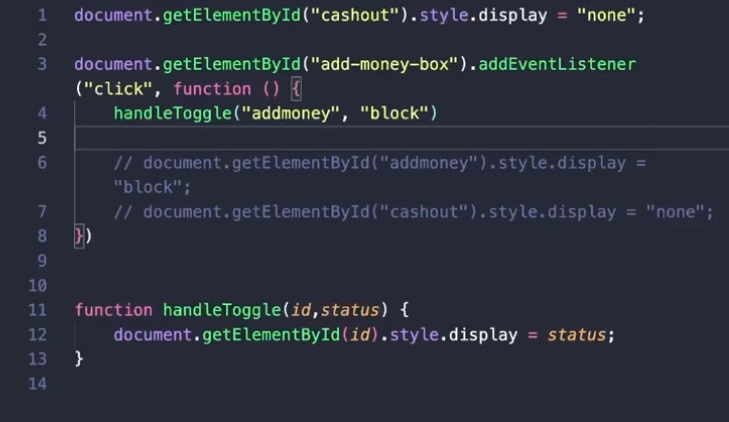 1 document.getElementById("cashout").style.display = "none";
2
3 document.getElementById("add-money-box").addEventListener
("click", function () {
4 handleToggle("addmoney", "block")
5
6 // document.getElementById("addmoney").style.display =
"block";
7 // document.getElementById("cashout").style.display = "none";
8 })
9
10
11 function handleToggle(id,status) {
12 document.getElementById(id).style.display = status;
13 }
14